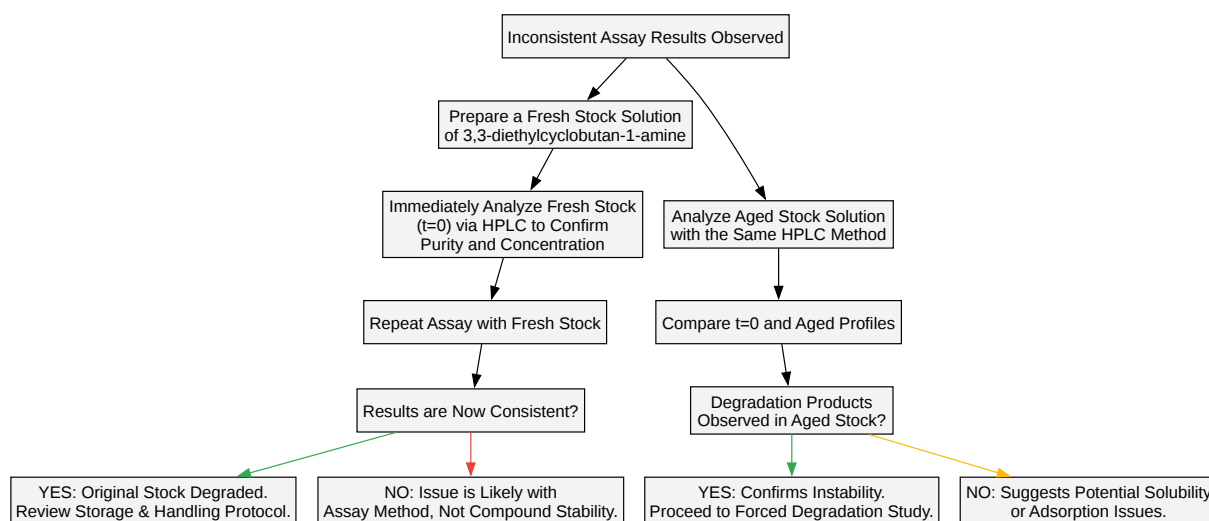 Inconsistent Assay Results Observed
Prepare a Fresh Stock Solution
of 3,3-diethylcyclobutan-1-amine
Immediately Analyze Fresh Stock
(t=0) via HPLC to Confirm
Purity and Concentration
Analyze Aged Stock Solution
with the Same HPLC Method
Repeat Assay with Fresh Stock
Compare t=0 and Aged Profiles
Results are Now Consistent?
Degradation Products
Observed in Aged Stock?
YES: Original Stock Degraded.
Review Storage & Handling Protocol.
NO: Issue is Likely with
Assay Method, Not Compound Stability.
YES: Confirms Instability.
Proceed to Forced Degradation Study.
NO: Suggests Potential Solubility
or Adsorption Issues.